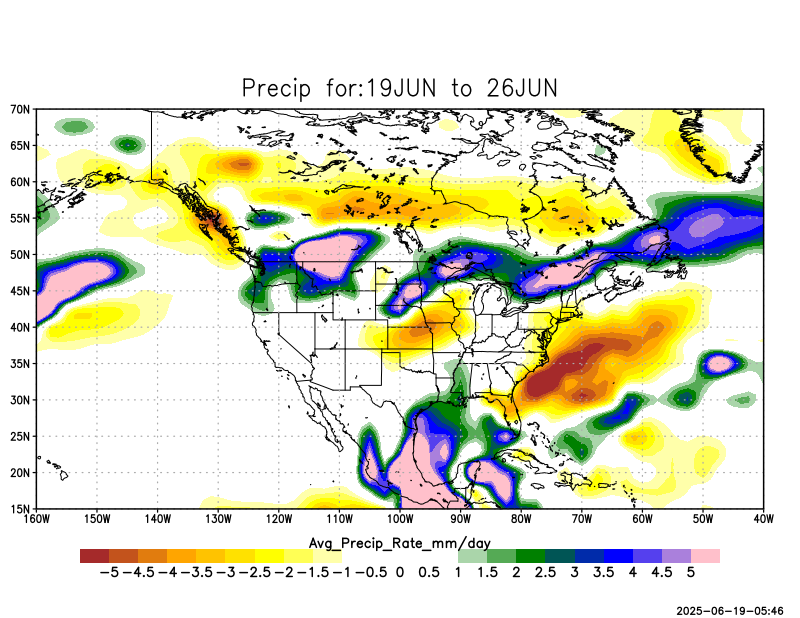 Precip for:19JUN to 26JUN
70N
65N
60N
55N
50N
45N
40N
35N
30N
25N
20N
15N
160W 150W 140W 130W 120W 110W 100W 90W 80W 70W 60W 50W 40W
Avg_Precip_Rate_mm/day
-5 -4.5 -4 -3.5 -3 -2.5 -2 -1.5 -1 -0.5 0 0.5 1 1.5 2 2.5 3 3.5 4 4.5 5
2025-06-19-05:46